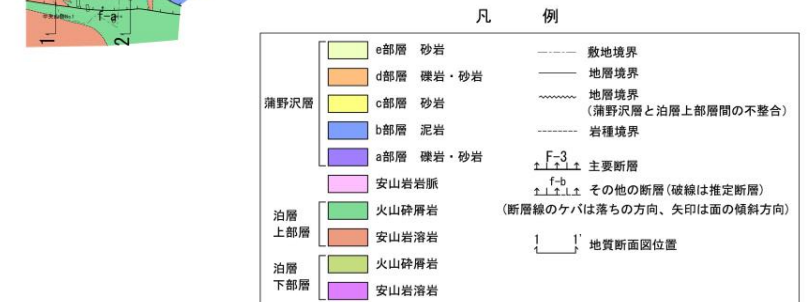 f-a
1
2
凡 例
e部層 砂岩
d部層 礫岩・砂岩
蒲野沢層
c部層 砂岩
b部層 泥岩
a部層 礫岩・砂岩
安山岩岩脈
泊層
上部層
火山砕屑岩
安山岩溶岩
泊層
下部層
火山砕屑岩
安山岩溶岩
敷地境界
地層境界
地層境界
(蒲野沢層と泊層上部層間の不整合)
岩種境界
F-3
主要断層
f-b
その他の断層(破線は推定断層)
(断層線のケバは落ちの方向、矢印は面の傾斜方向)
1 1'
地質断面図位置